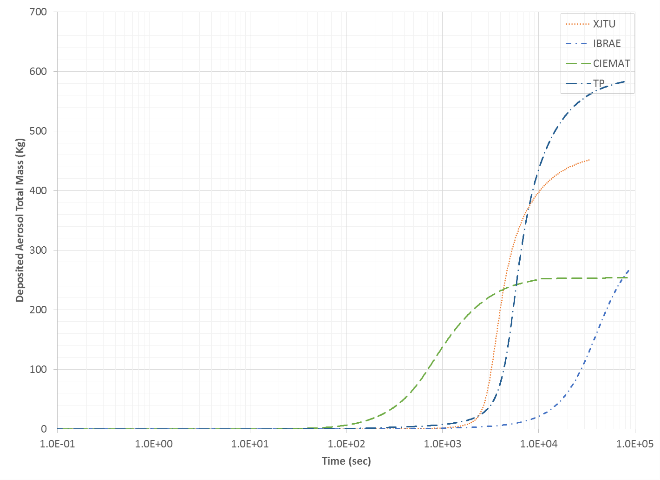 700
600
500
400
300
200
100
0
Deposited Aerosol Total Mass (Kg)
XJTU
IBRAE
CIEMAT
TP
1.0E-01 1.0E+00 1.0E+01 1.0E+02 1.0E+03 1.0E+04 1.0E+05
Time (sec)